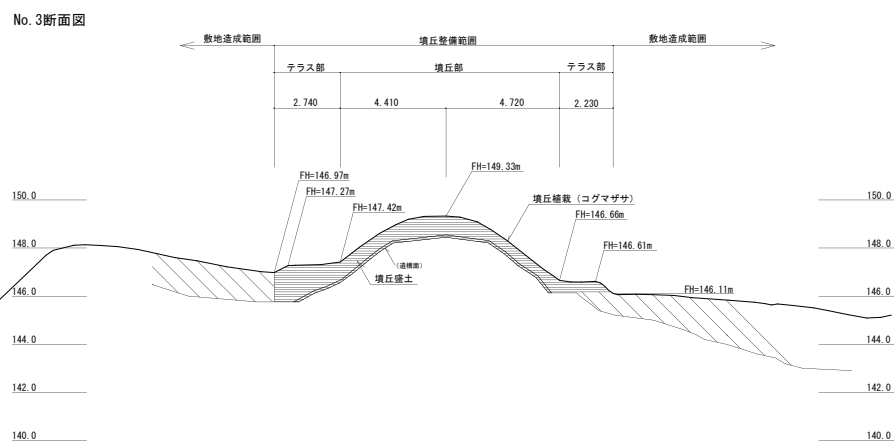 No.3断面図
敷地造成範囲
墳丘整備範囲
敷地造成範囲
テラス部
墳丘部
テラス部
2.740
4.410
4.720
2.230
FH=146.97m
FH=149.33m
FH=147.27m
150.0
150.0
墳丘植栽（コグマザサ）
FH=147.42m
FH=146.66m
148.0
FH=146.61m
148.0
(遺構面)
墳丘盛土
146.0
FH=146.11m
146.0
144.0
144.0
142.0
142.0
140.0
140.0